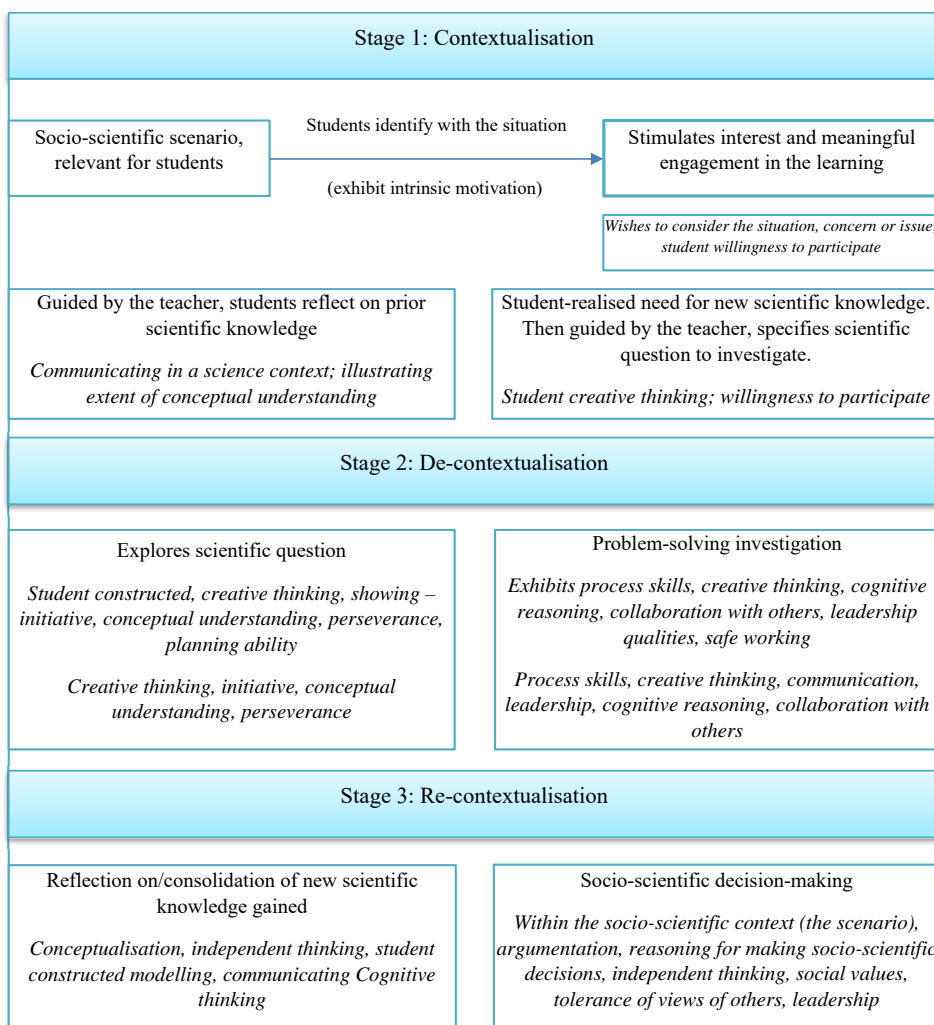 Stage 1: Contextualisation
Socio-scientific scenario,
relevant for students
Students identify with the situation
(exhibit intrinsic motivation)
Stimulates interest and meaningful
engagement in the learning
Wishes to consider the situation, concern or issue,
student willingness to participate
Guided by the teacher, students reflect on prior
scientific knowledge
Communicating in a science context; illustrating
extent of conceptual understanding
Student-realised need for new scientific knowledge.
Then guided by the teacher, specifies scientific
question to investigate.
Student creative thinking; willingness to participate
Stage 2: De-contextualisation
Explores scientific question
Student constructed, creative thinking, showing –
initiative, conceptual understanding, perseverance,
planning ability
Creative thinking, initiative, conceptual
understanding, perseverance
Problem-solving investigation
Exhibits process skills, creative thinking, cognitive
reasoning, collaboration with others, leadership
qualities, safe working
Process skills, creative thinking, communication,
leadership, cognitive reasoning, collaboration with
others
Stage 3: Re-contextualisation
Reflection on/consolidation of new scientific
knowledge gained
Conceptualisation, independent thinking, student
constructed modelling, communicating Cognitive
thinking
Socio-scientific decision-making
Within the socio-scientific context (the scenario),
argumentation, reasoning for making socio-scientific
decisions, independent thinking, social values,
tolerance of views of others, leadership